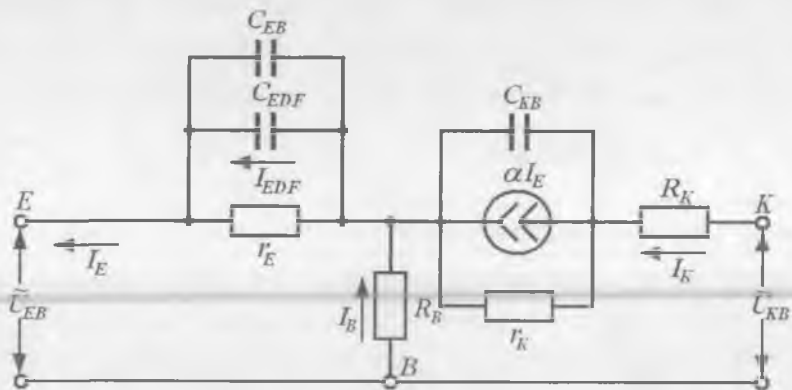 C_EB
C_EDF
I_EDF
r_E
E
I_E
Ũ_EB
I_B
R_B
B
C_KB
αI_E
r_K
R_K
I_K
K
Ũ_KB